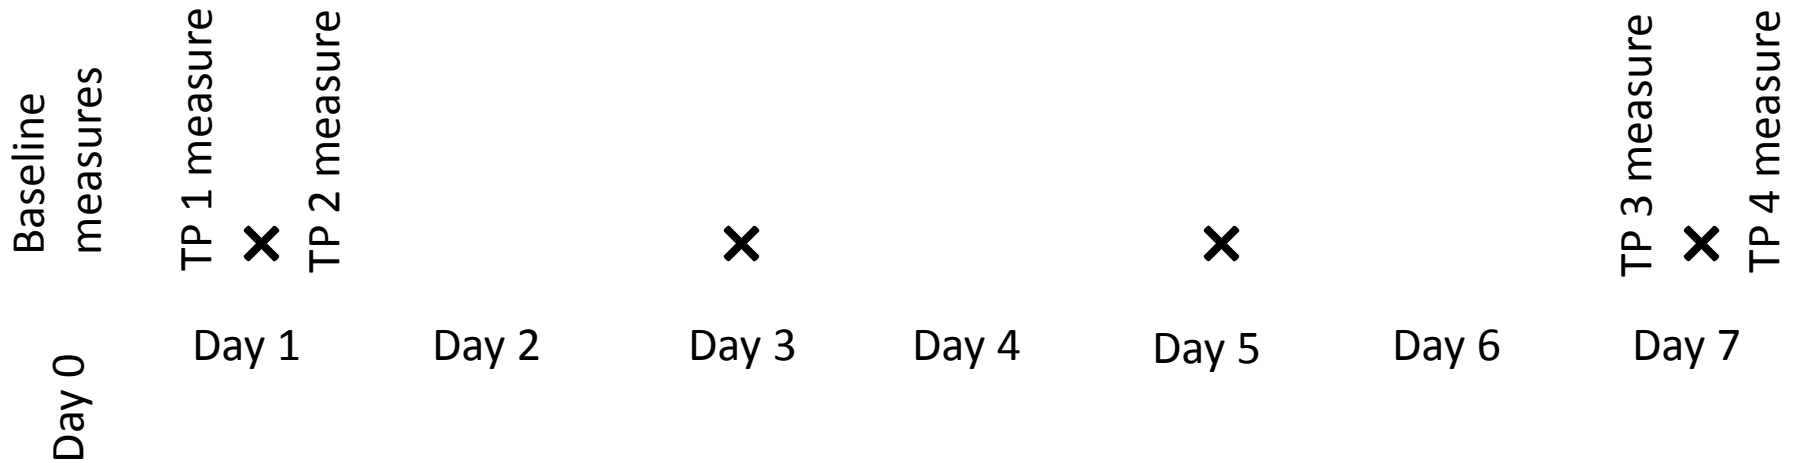 Baseline
measures
TP 1 measure
TP 2 measure
TP 3 measure
TP 4 measure
Day 0
Day 1
Day 2
Day 3
Day 4
Day 5
Day 6
Day 7